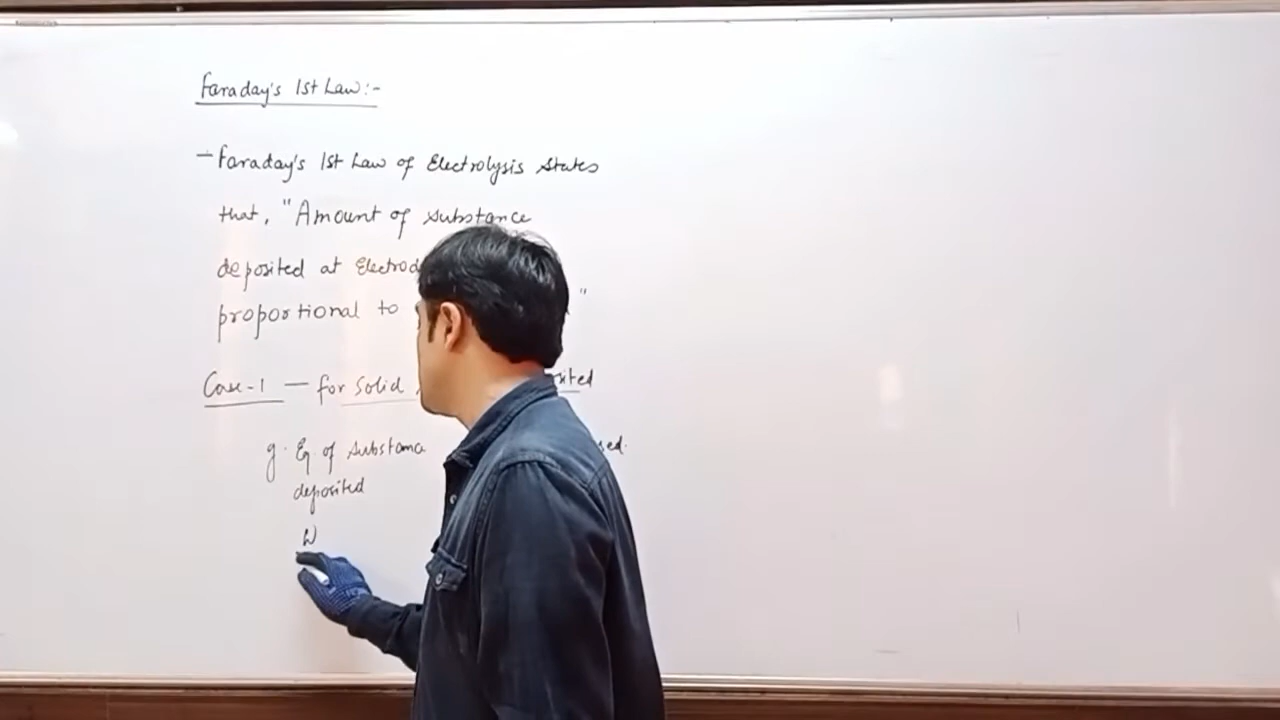 Faraday's 1st Law:-
- Faraday's 1st Law of Electrolysis States
that, "Amount of substance
deposited at
proportional to "
Case-1 — for Solid
g. Eq. of substance
deposited
W